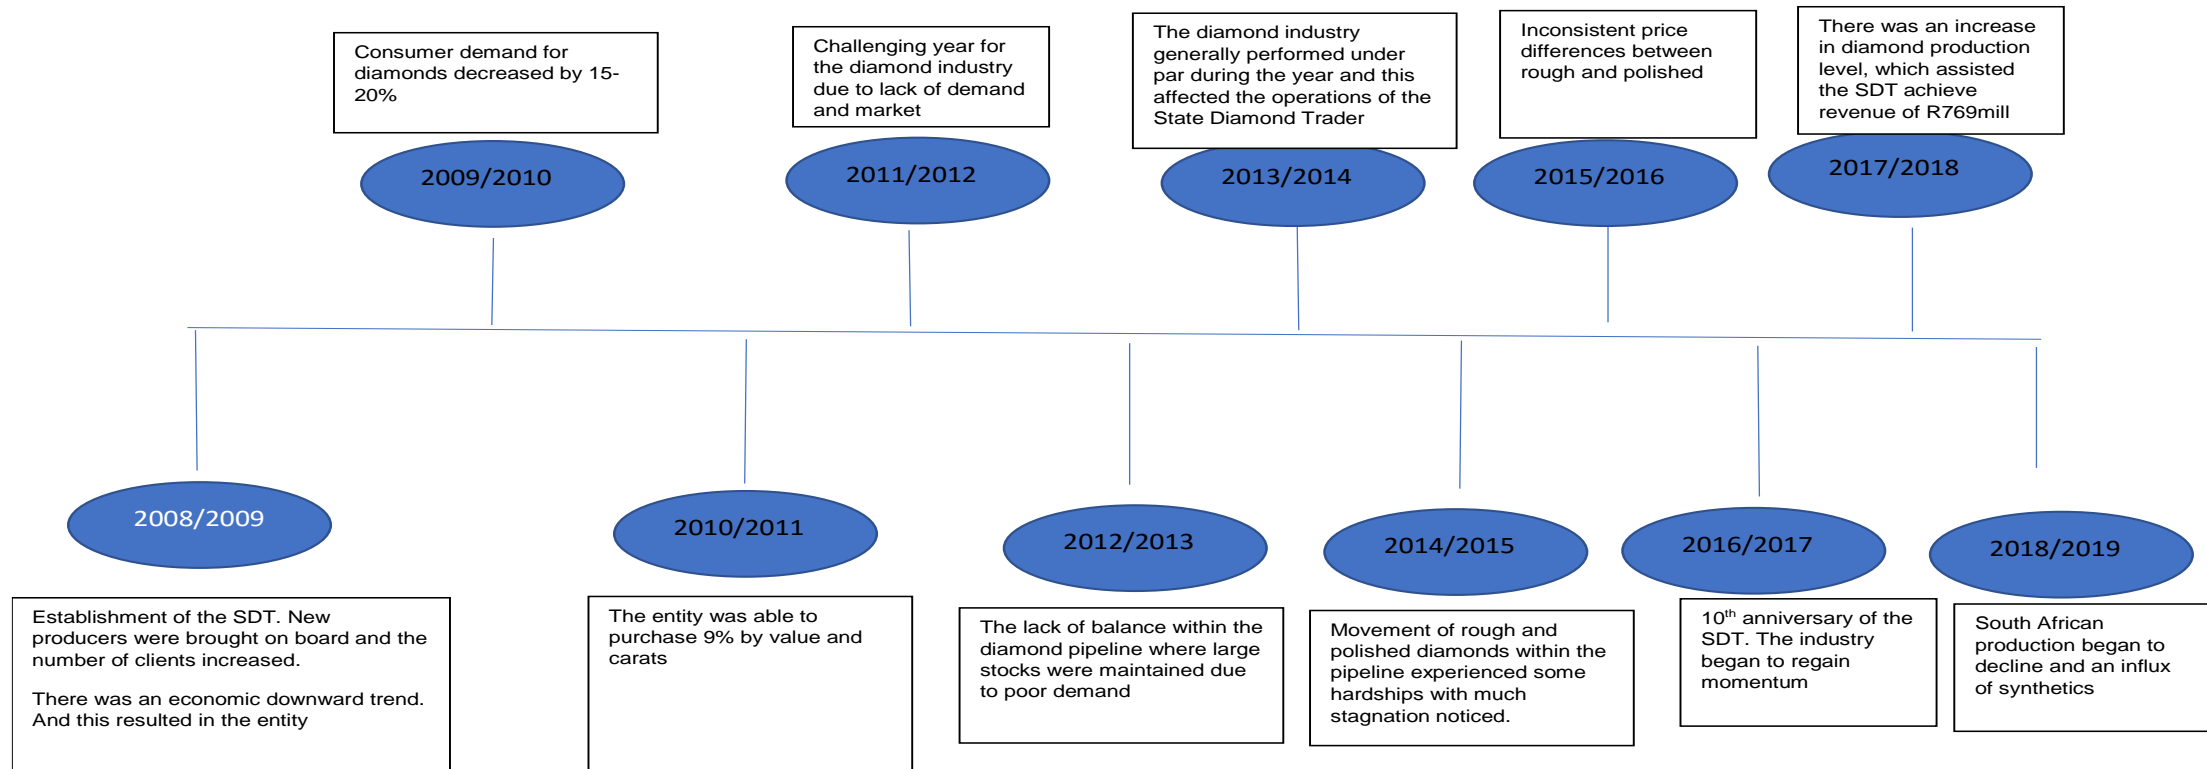 Consumer demand for
diamonds decreased by 15-
20%
2009/2010
Challenging year for
the diamond industry
due to lack of demand
and market
2011/2012
The diamond industry
generally performed under
par during the year and this
affected the operations of the
State Diamond Trader
2013/2014
Inconsistent price
differences between
rough and polished
2015/2016
There was an increase
in diamond production
level, which assisted
the SDT achieve
revenue of R769mill
2017/2018
2008/2009
Establishment of the SDT. New
producers were brought on board and the
number of clients increased.
There was an economic downward trend.
And this resulted in the entity
2010/2011
The entity was able to
purchase 9% by value and
carats
2012/2013
The lack of balance within the
diamond pipeline where large
stocks were maintained due
to poor demand
2014/2015
Movement of rough and
polished diamonds within the
pipeline experienced some
hardships with much
stagnation noticed.
2016/2017
10th anniversary of the
SDT. The industry
began to regain
momentum
2018/2019
South African
production began to
decline and an influx
of synthetics